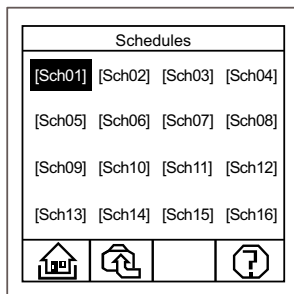 Schedules
[Sch01] [Sch02] [Sch03] [Sch04]
[Sch05] [Sch06] [Sch07] [Sch08]
[Sch09] [Sch10] [Sch11] [Sch12]
[Sch13] [Sch14] [Sch15] [Sch16]
?